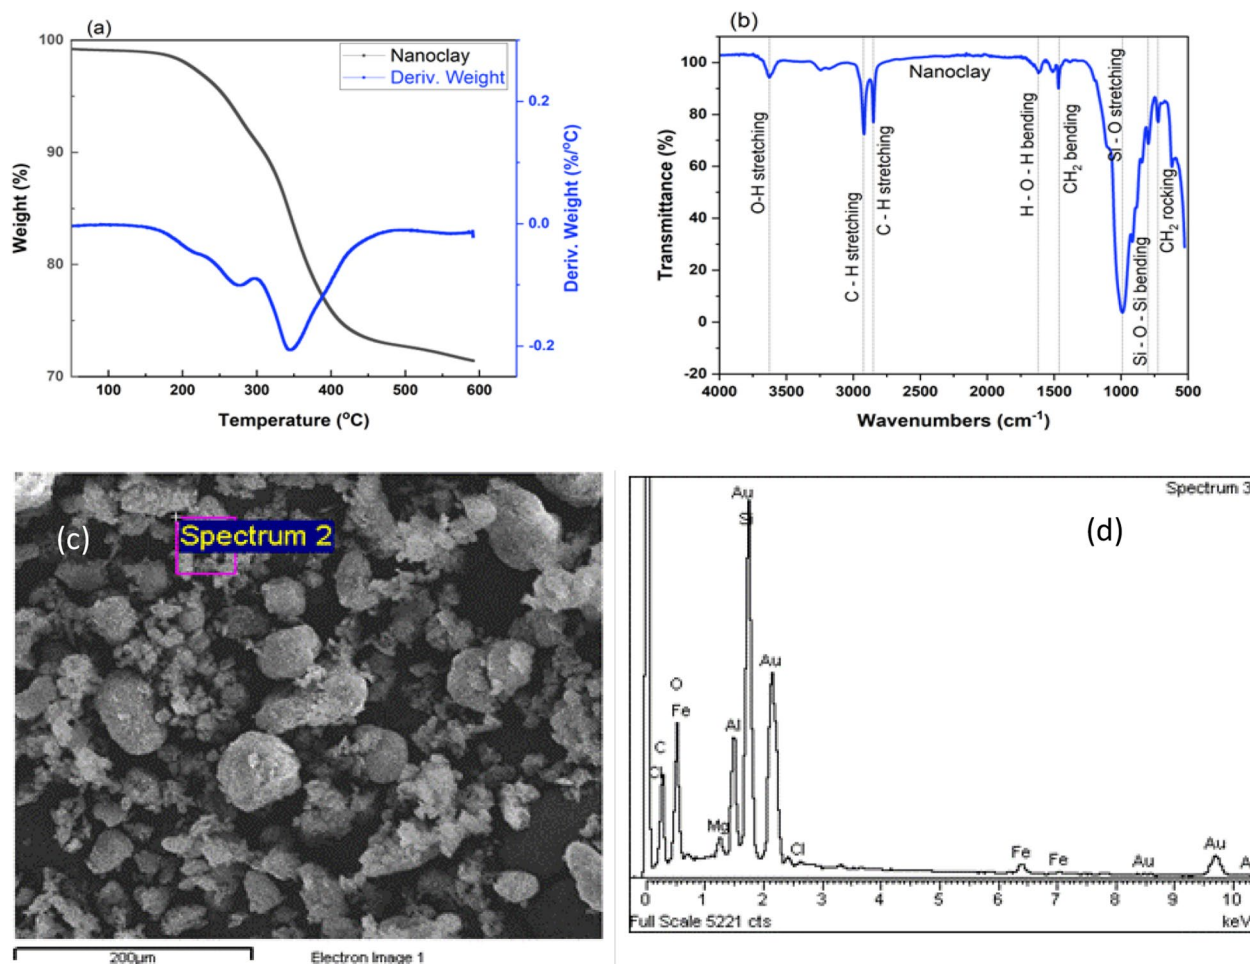 (a)
100
90
80
70
Weight (%)
Nanoclay
Deriv. Weight
0.2
0.0
-0.2
Deriv. Weight (%/°C)
100 200 300 400 500 600
Temperature (°C)
(b)
100
80
60
40
20
0
-20
Transmittance (%)
Nanoclay
O-H stretching
C - H stretching
C - H stretching
H - O - H bending
CH₂ bending
SI - O stretching
Si - O - Si bending
CH₂ rocking
4000 3500 3000 2500 2000 1500 1000 500
Wavenumbers (cm⁻¹)
(c)
Spectrum 2
200µm Electron Image 1
Spectrum 3
(d)
Au
Si
Au
O
Fe
Al
C
Cl
Mg
Cl
Fe
Fe
Au
Au
A
0 1 2 3 4 5 6 7 8 9 10
Full Scale 5221 cts keV